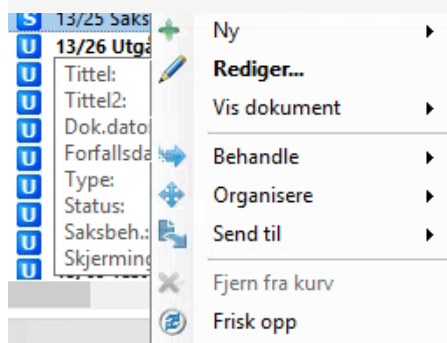 S 13/25 Saks
U 13/26 Utgå
U Tittel:
U Tittel2:
U Dok.dato:
U Forfallsda
U Type:
U Status:
U Saksbeh.:
U Skjerming
U
Ny
Rediger...
Vis dokument
Behandle
Organisere
Send til
Fjern fra kurv
Frisk opp